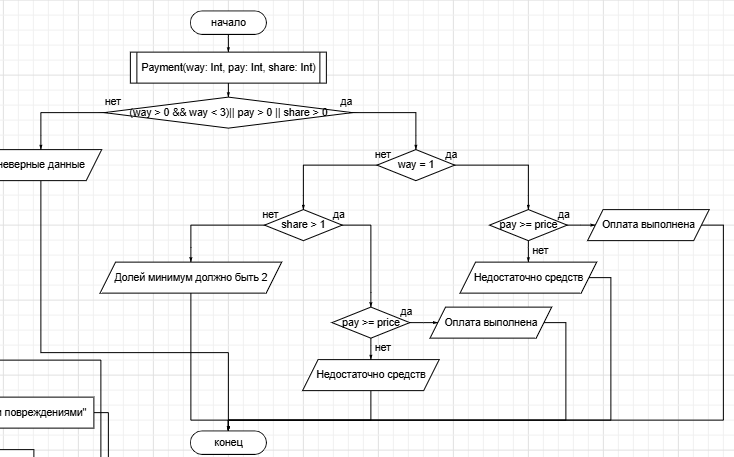 начало
Payment(way: Int, pay: Int, share: Int)
нет
да
(way > 0 && way < 3)|| pay > 0 || share > 0
неверные данные
нет
да
way = 1
нет
да
share > 1
да
pay >= price
Оплата выполнена
нет
Долей минимум должно быть 2
Недостаточно средств
да
pay >= price
Оплата выполнена
нет
Недостаточно средств
повреждениями"
конец